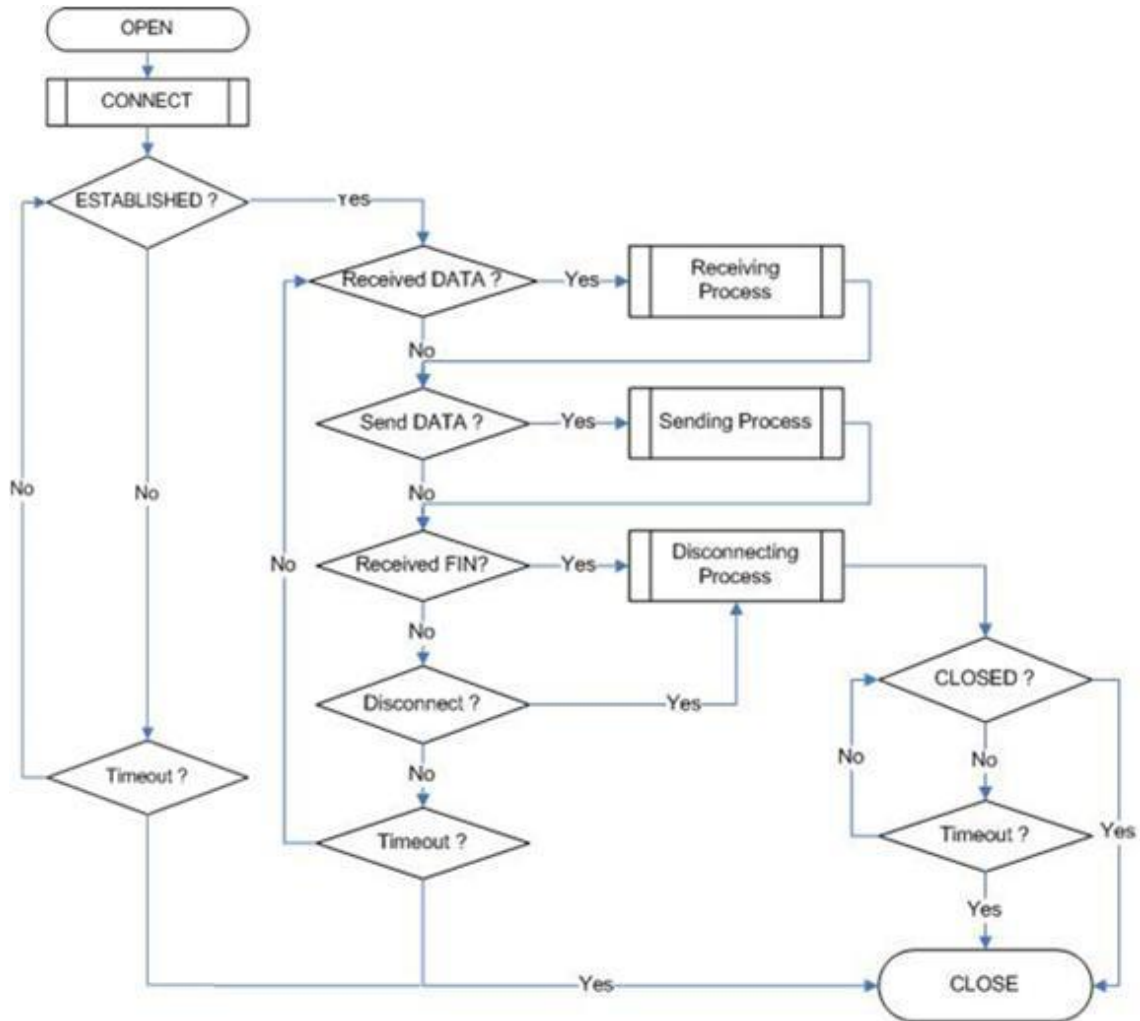 OPEN
CONNECT
ESTABLISHED ?
Yes
Received DATA ?
Yes
Receiving
Process
No
Send DATA ?
Yes
Sending Process
No
No
No
Received FIN?
Yes
Disconnecting
Process
No
No
Disconnect ?
Yes
CLOSED ?
No
No
Timeout ?
No
Timeout ?
Timeout ?
Yes
Yes
Yes
CLOSE